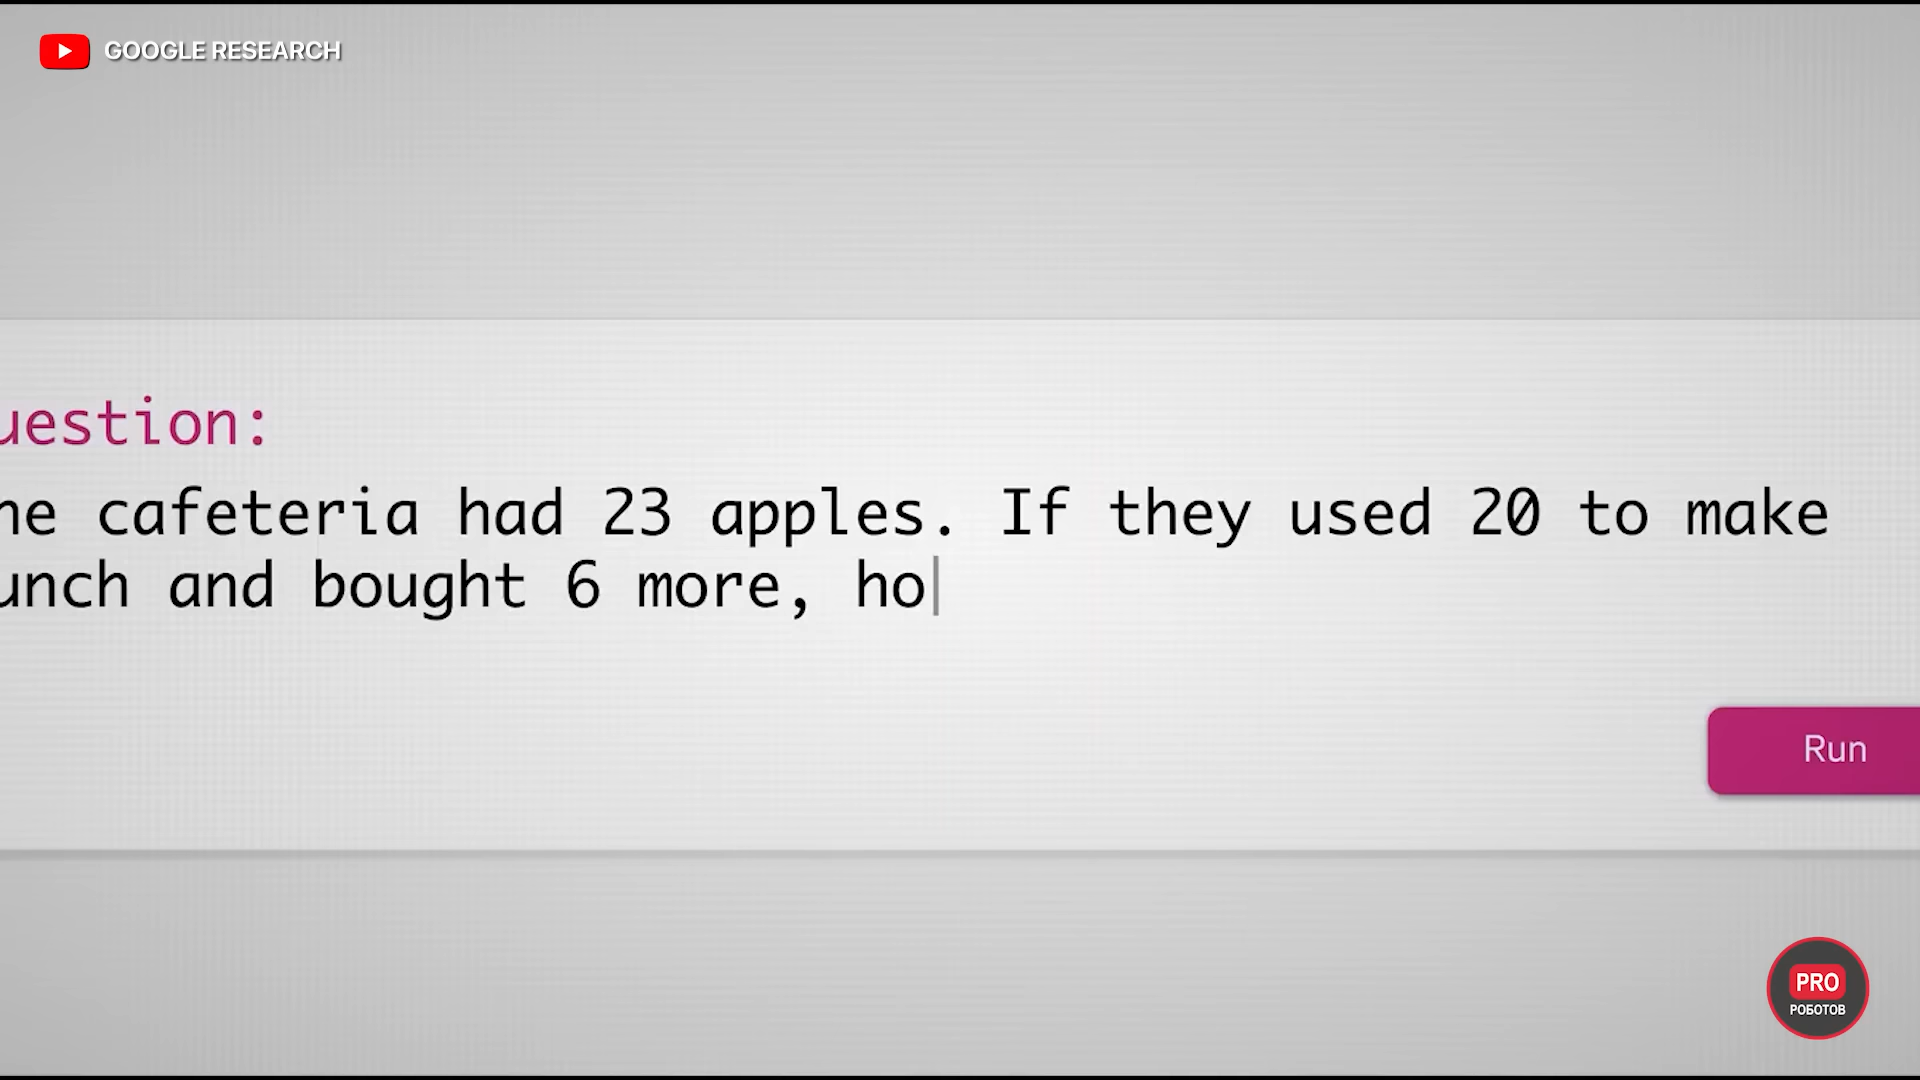 GOOGLE RESEARCH
uestion:
he cafeteria had 23 apples. If they used 20 to make
unch and bought 6 more, ho
Run
PRO
РОБОТОВ